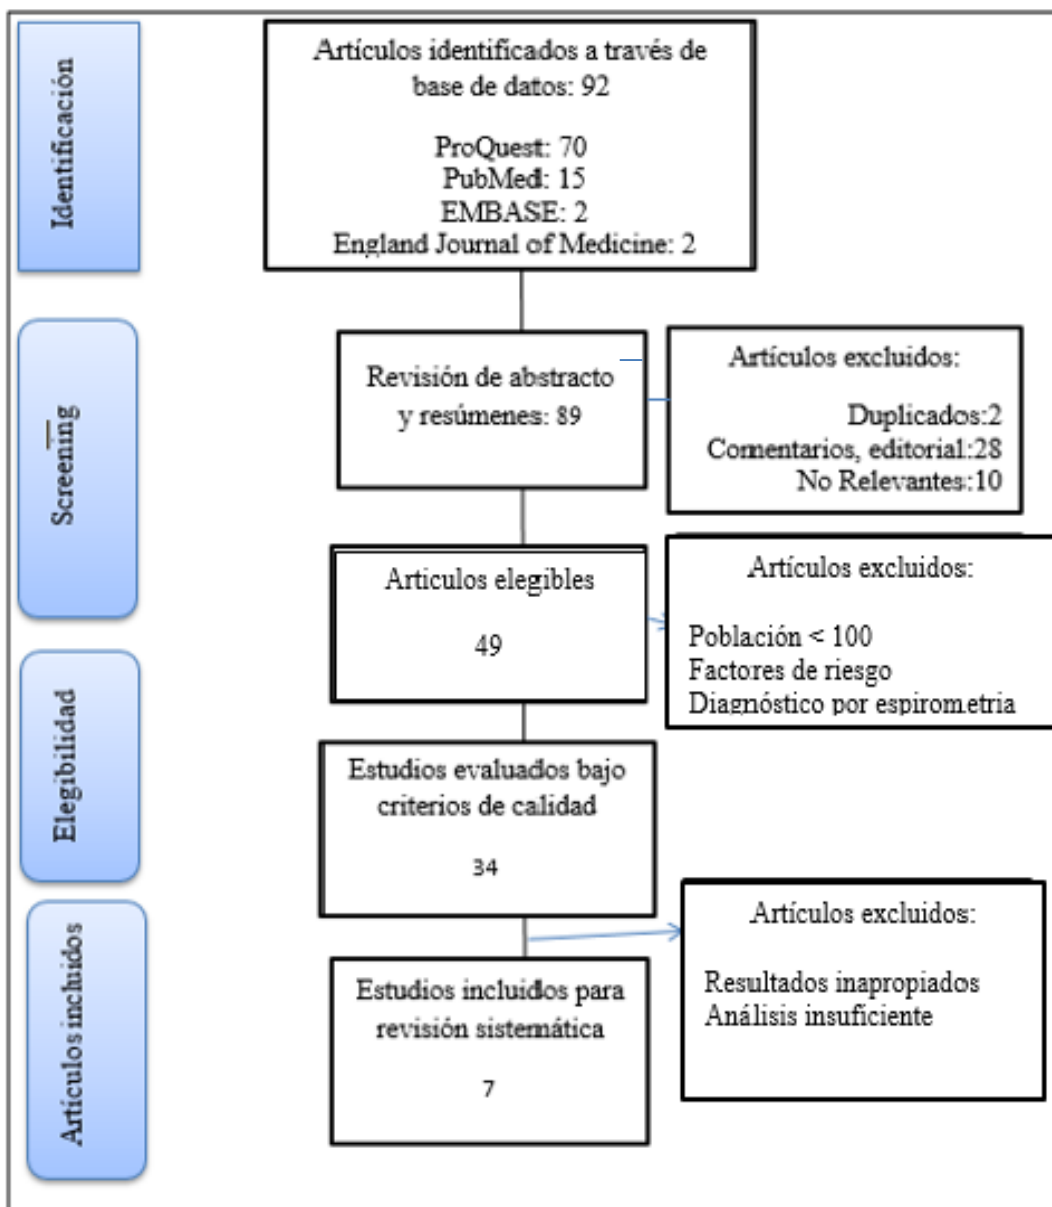 Identificación
Artículos identificados a través de
base de datos: 92
ProQuest: 70
PubMed: 15
EMBASE: 2
England Journal of Medicine: 2
Screening
Revisión de abstracto
y resúmenes: 89
Artículos excluidos:
Duplicados:2
Comentarios, editorial:28
No Relevantes:10
Articulos elegibles
49
Artículos excluidos:
Población < 100
Factores de riesgo
Diagnóstico por espirometria
Elegibilidad
Estudios evaluados bajo
criterios de calidad
34
Artículos excluidos:
Resultados inapropiados
Análisis insuficiente
Artículos incluidos
Estudios incluidos para
revisión sistemática
7